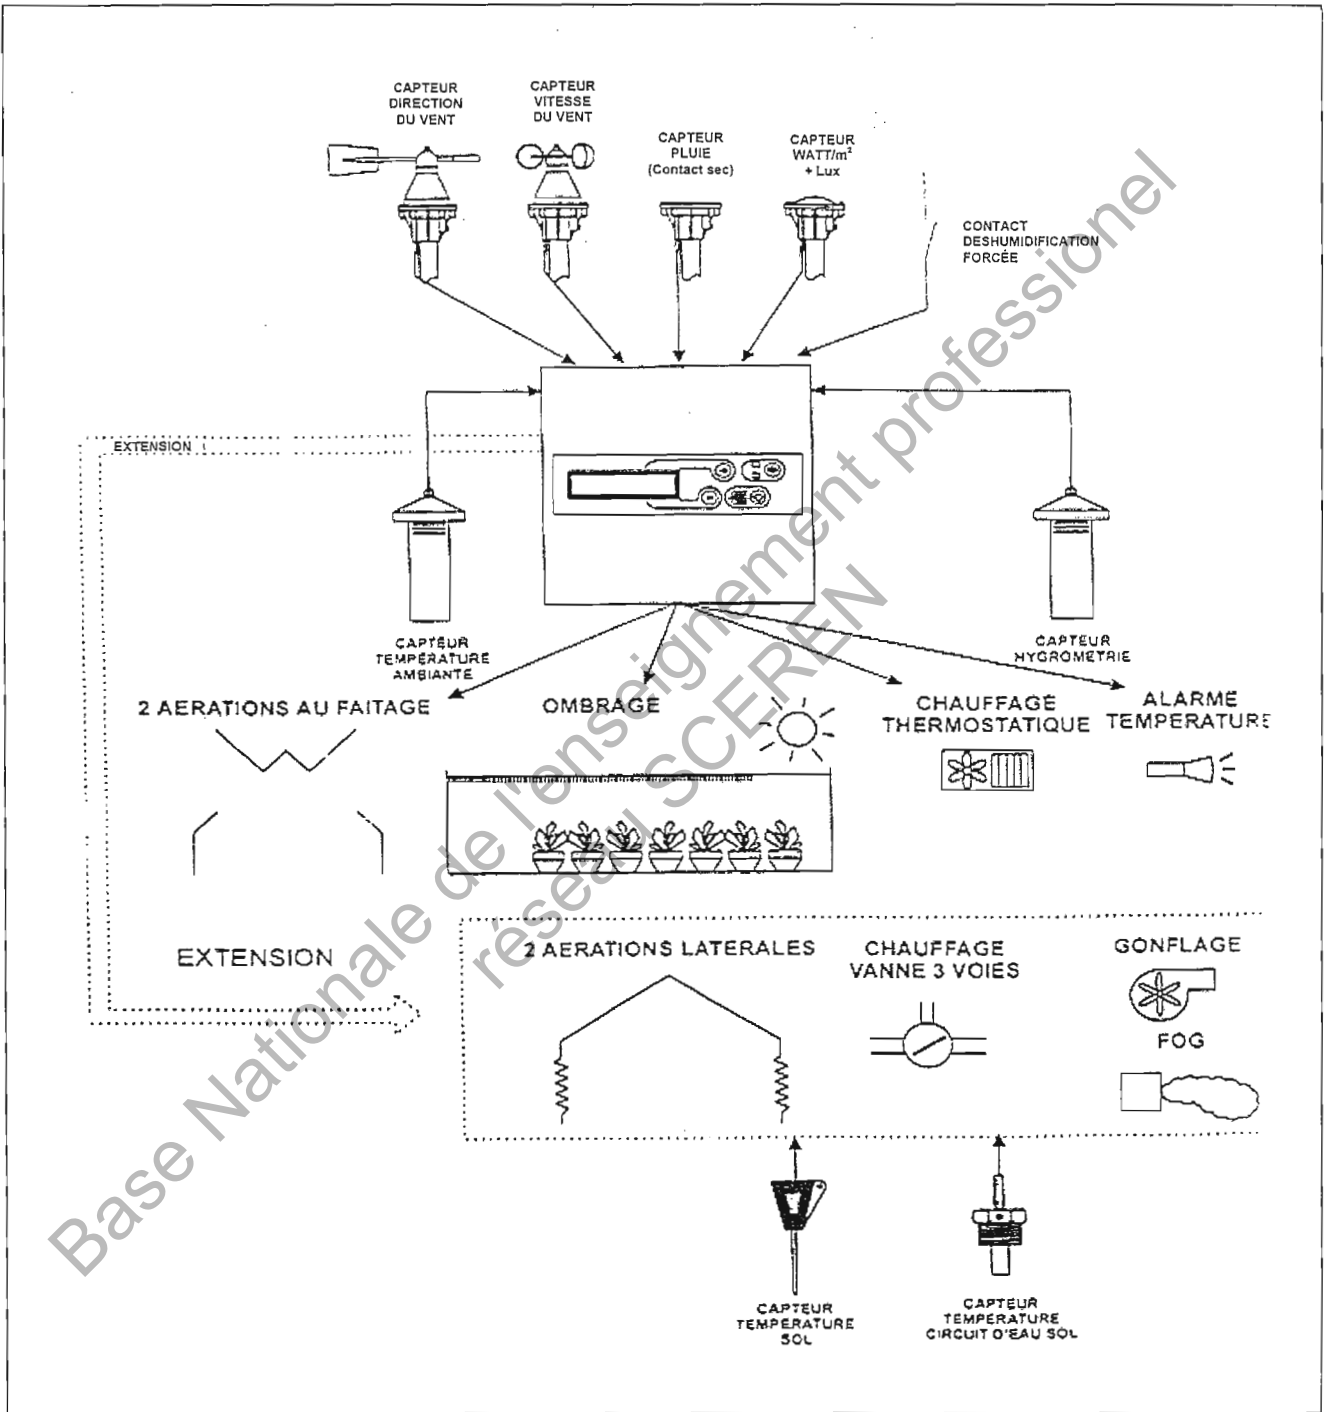 CAPTEUR
DIRECTION
DU VENT
CAPTEUR
VITESSE
DU VENT
CAPTEUR
PLUIE
(Contact sec)
CAPTEUR
WATT/m²
+ Lux
CONTACT
DESHUMIDIFICATION
FORCÉE
EXTENSION
CAPTEUR
TEMPÉRATURE
AMBIANTE
CAPTEUR
HYGROMETRIE
2 AERATIONS AU FAITAGE
OMBRAGE
CHAUFFAGE
THERMOSTATIQUE
ALARME
TEMPERATURE
EXTENSION
2 AERATIONS LATERALES
CHAUFFAGE
VANNE 3 VOIES
GONFLAGE
FOG
CAPTEUR
TEMPERATURE
SOL
CAPTEUR
TEMPERATURE
CIRCUIT D'EAU SOL
Base Nationale de l'enseignement professionel
réseau SCEREN